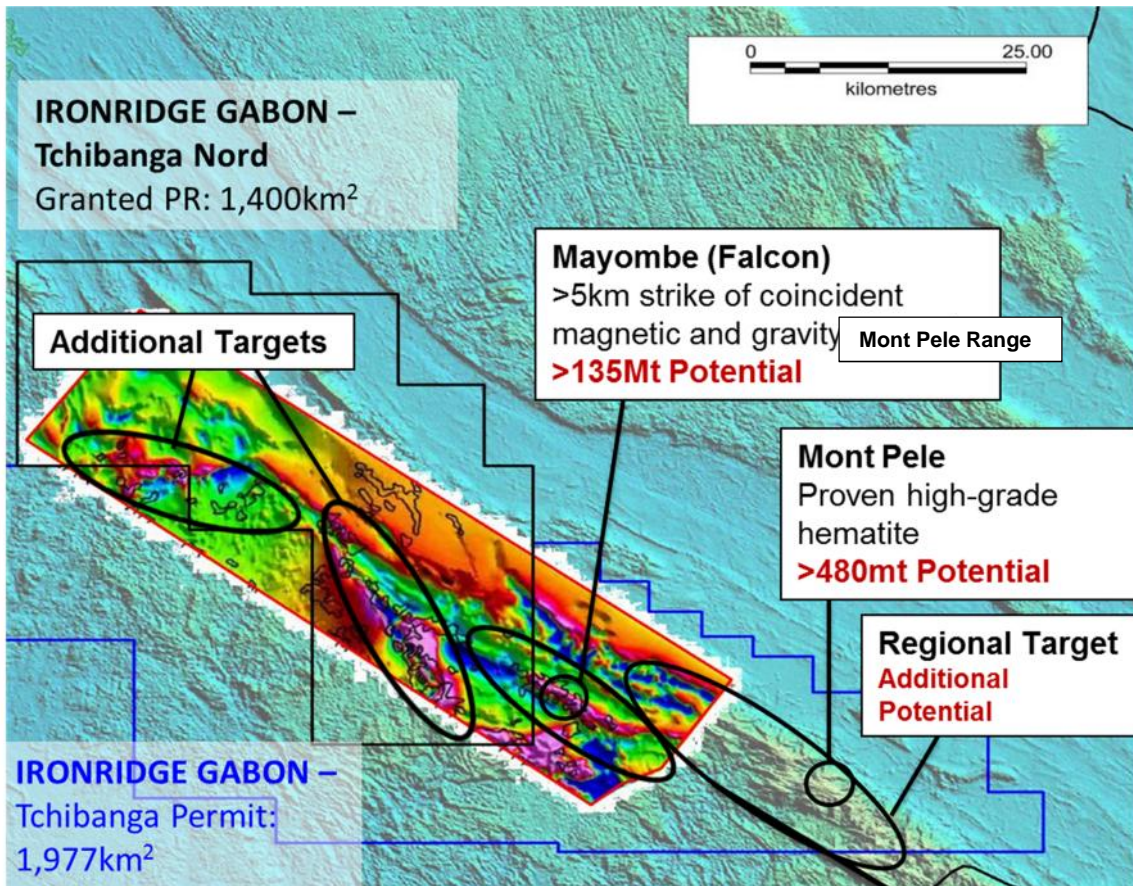 0 25.00
kilometres
IRONRIDGE GABON –
Tchibanga Nord
Granted PR: 1,400km²
Mayombe (Falcon)
>5km strike of coincident
magnetic and gravity
>135Mt Potential
Mont Pele Range
Additional Targets
Mont Pele
Proven high-grade
hematite
>480mt Potential
Regional Target
Additional
Potential
IRONRIDGE GABON –
Tchibanga Permit:
1,977km²